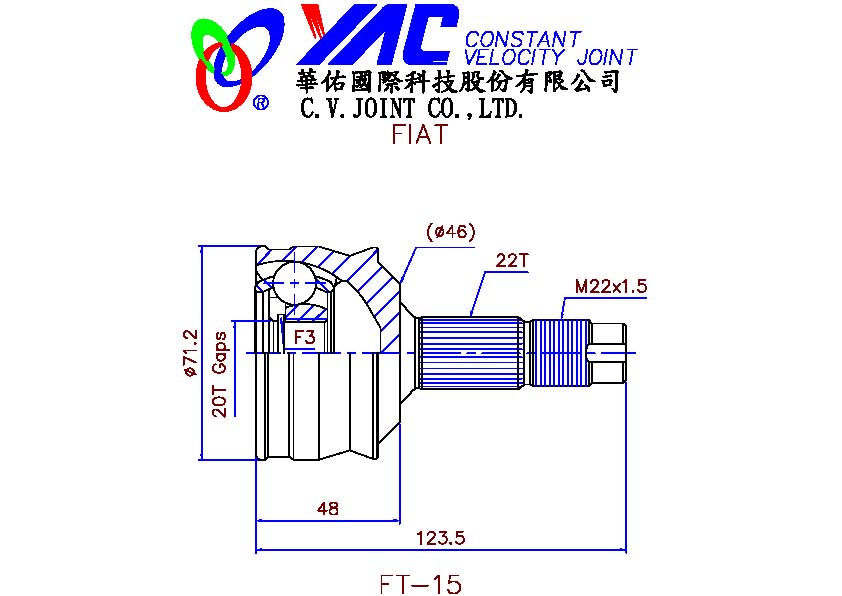 YAC CONSTANT
VELOCITY JOINT
®
華佑國際科技股份有限公司
C.V.JOINT CO.,LTD.
FIAT
(ø46)
22T
M22x1.5
ø71.2
20T Gaps
F3
48
123.5
FT-15